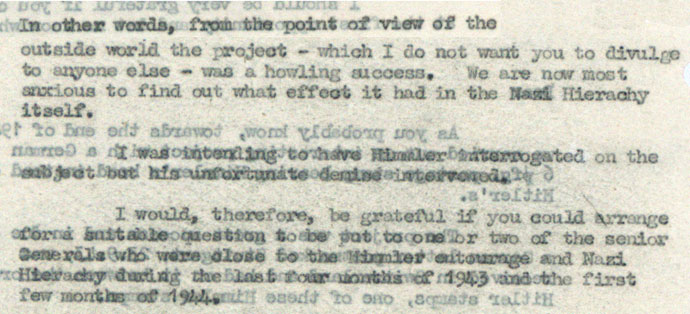 In other words, from the point of view of the
outside world the project - which I do not want you to divulge
to anyone else - was a howling success.  We are now most
anxious to find out what effect it had in the Nazi Hierachy
itself.
I was intending to have Himmler interrogated on the
subject but his unfortunate demise intervened.
I would, therefore, be grateful if you could arrange
for a suitable question to be put to one or two of the senior
Generals who were close to the Himmler entourage and Nazi
Hierachy during the last four months of 1943 and the first
few months of 1944.